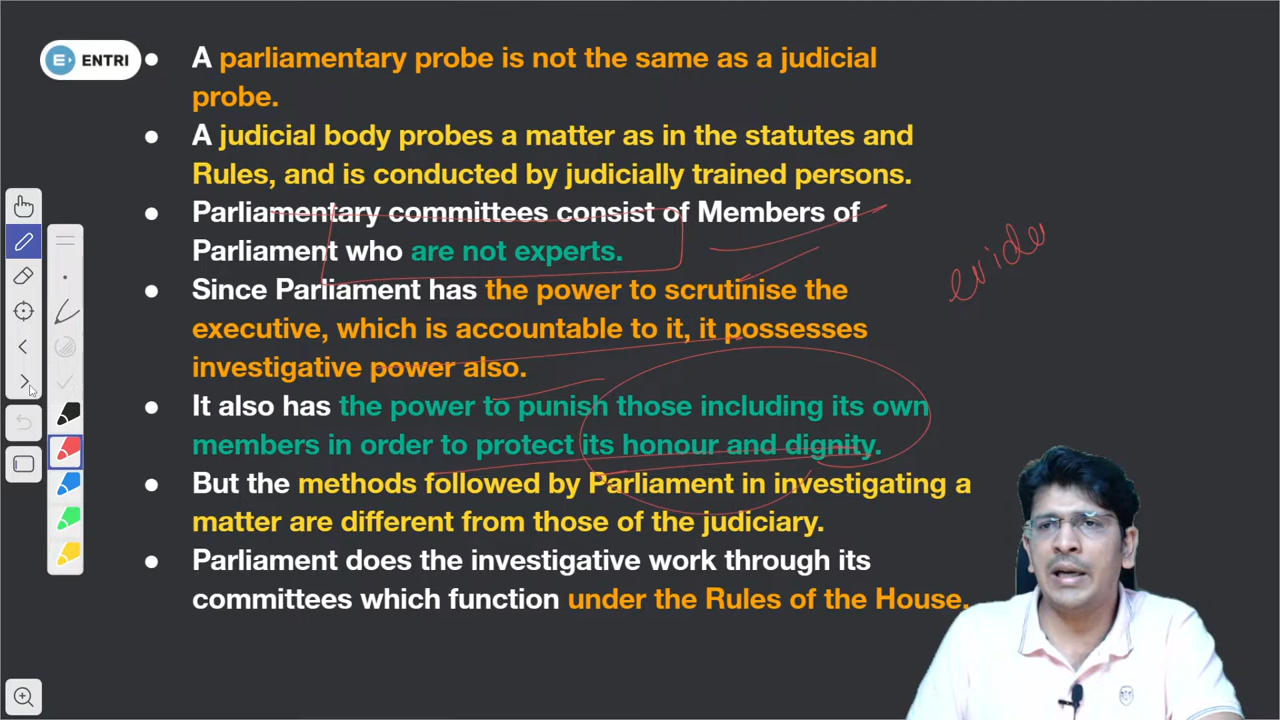 ENTRI
• A parliamentary probe is not the same as a judicial
probe.
• A judicial body probes a matter as in the statutes and
Rules, and is conducted by judicially trained persons.
• Parliamentary committees consist of Members of
Parliament who are not experts.
• Since Parliament has the power to scrutinise the
executive, which is accountable to it, it possesses
investigative power also.
• It also has the power to punish those including its own
members in order to protect its honour and dignity.
• But the methods followed by Parliament in investigating a
matter are different from those of the judiciary.
• Parliament does the investigative work through its
committees which function under the Rules of the House.
evide